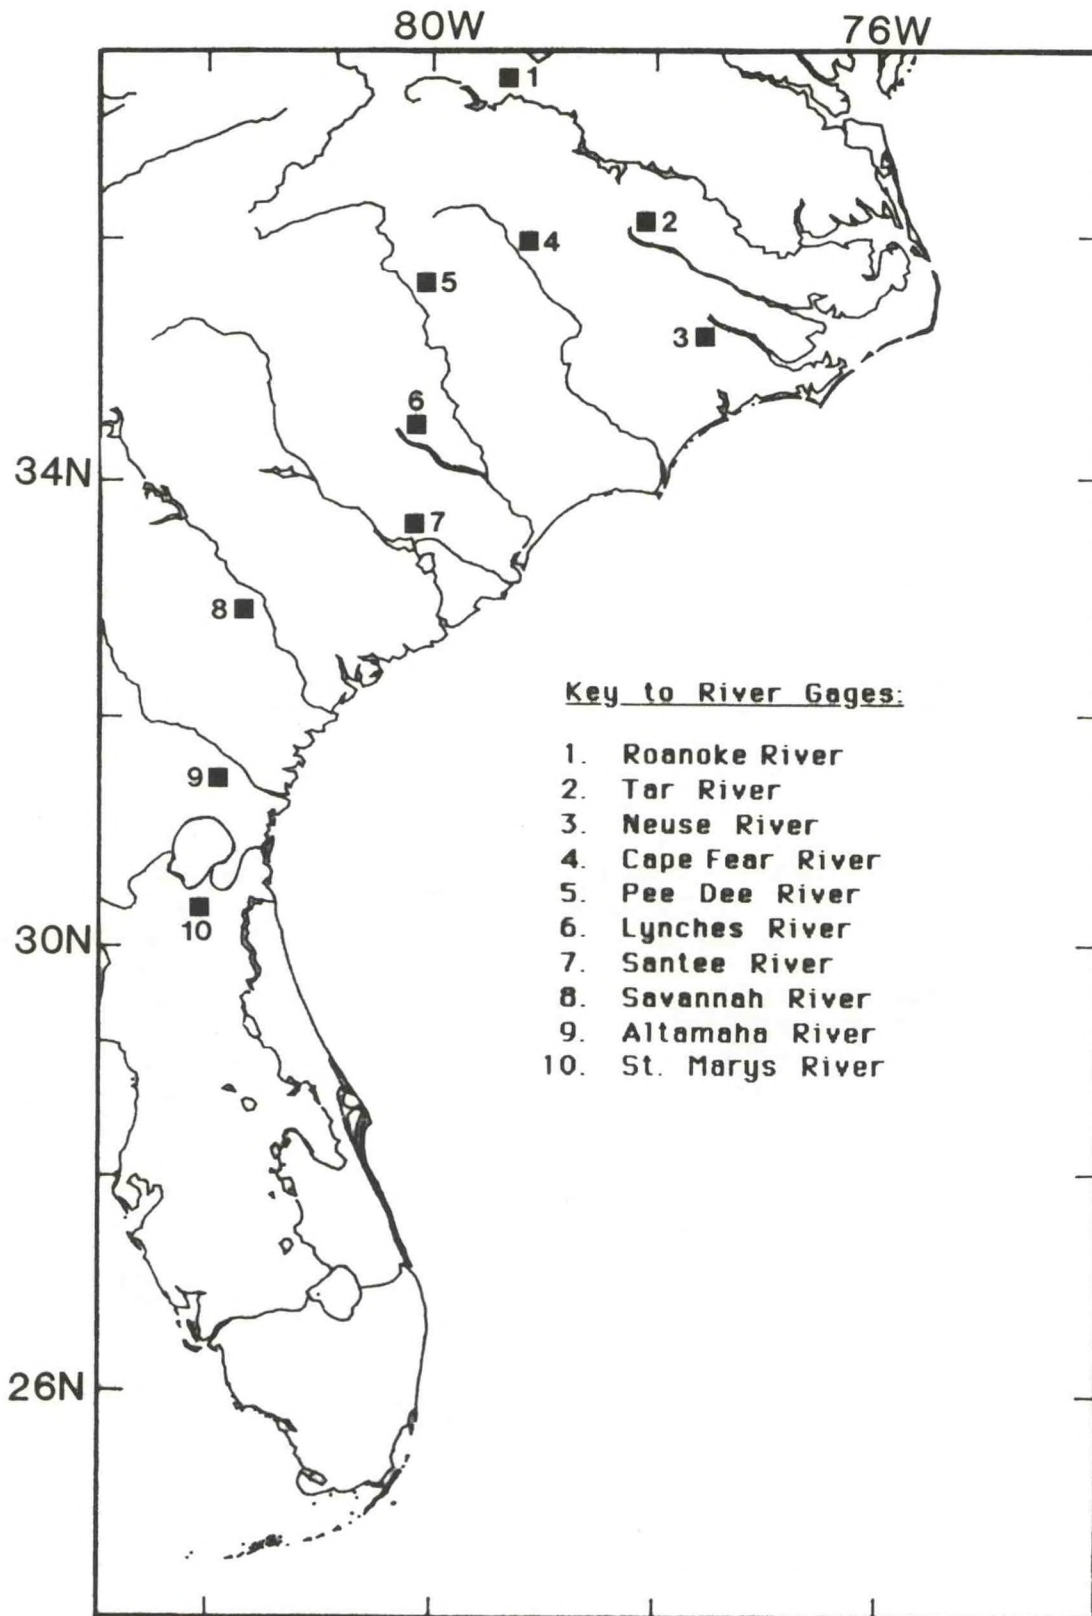 80W 76W
1
2
4
5
3
6
34N
7
8
Key to River Gages:
1. Roanoke River
9
2. Tar River
3. Neuse River
4. Cape Fear River
5. Pee Dee River
10
6. Lynches River
30N
7. Santee River
8. Savannah River
9. Altamaha River
10. St. Marys River
26N